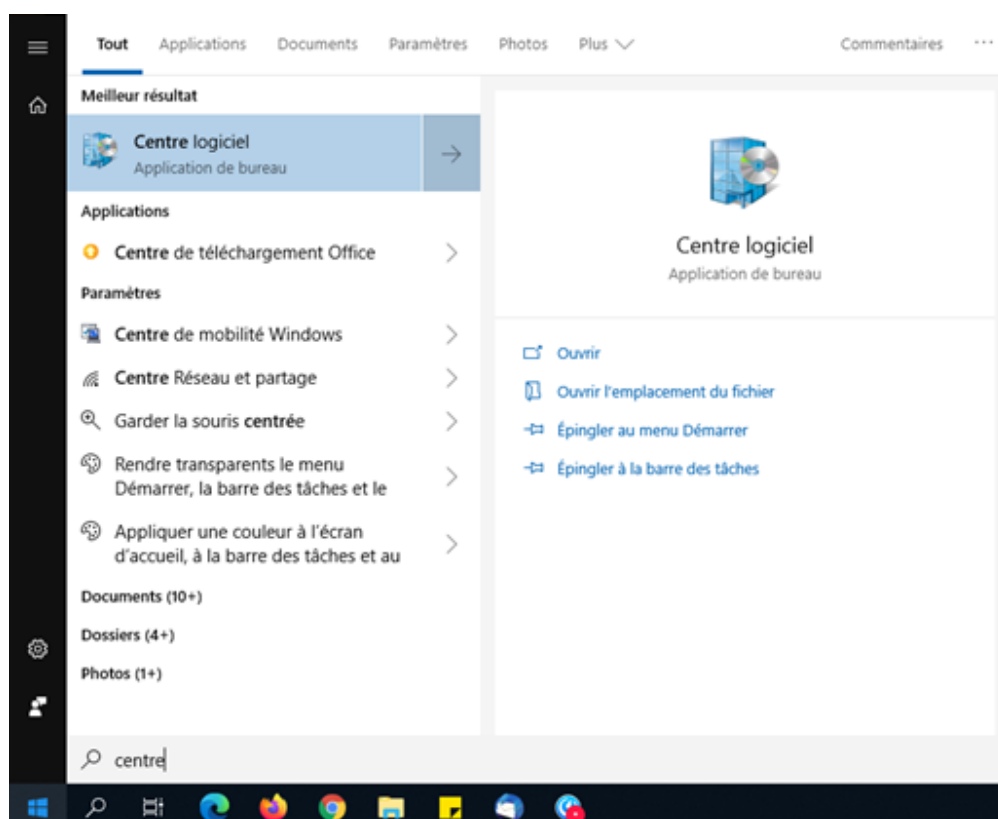 Tout Applications Documents Paramètres Photos Plus Commentaires ...
Meilleur résultat
Centre logiciel
Application de bureau
Applications
Centre de téléchargement Office
Paramètres
Centre de mobilité Windows
Centre Réseau et partage
Garder la souris centrée
Rendre transparents le menu
Démarrer, la barre des tâches et le
Appliquer une couleur à l'écran
d'accueil, à la barre des tâches et au
Documents (10+)
Dossiers (4+)
Photos (1+)
centre
Centre logiciel
Application de bureau
Ouvrir
Ouvrir l'emplacement du fichier
Épingler au menu Démarrer
Épingler à la barre des tâches